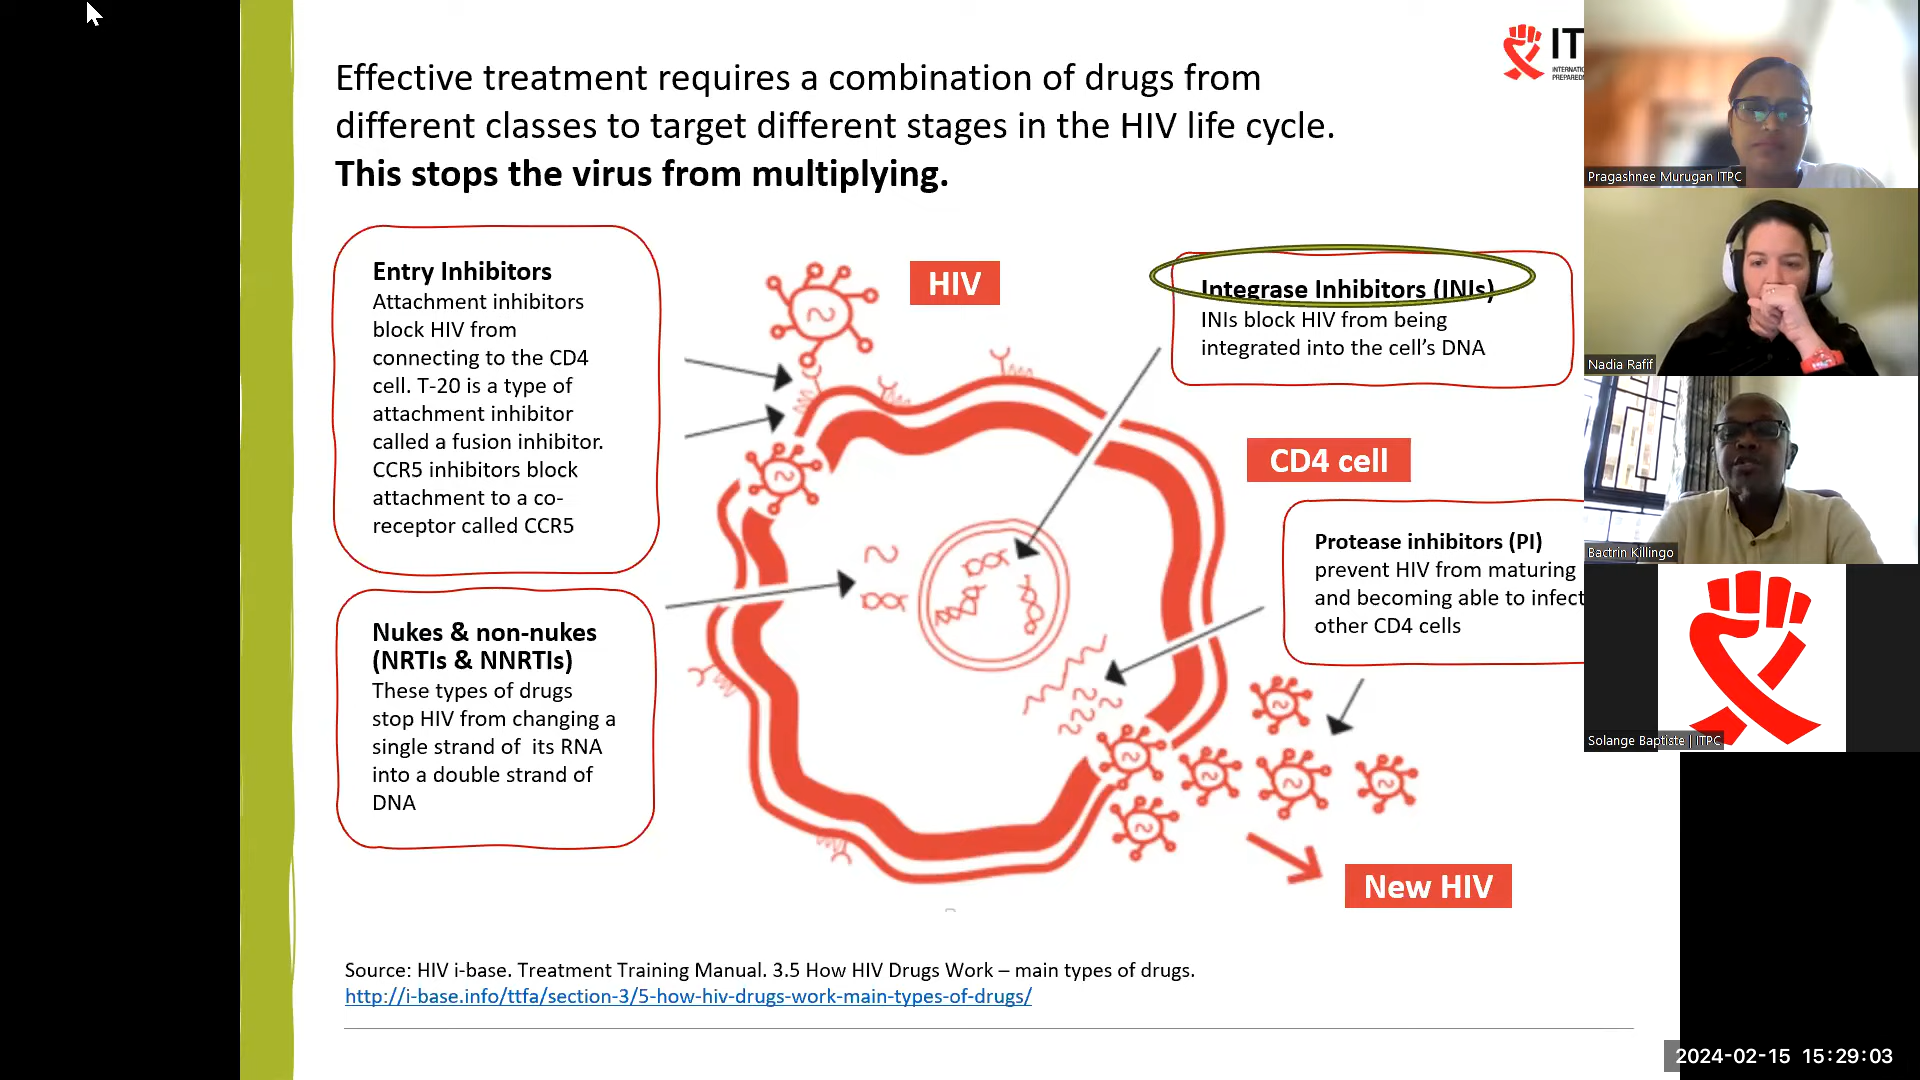 Effective treatment requires a combination of drugs from
different classes to target different stages in the HIV life cycle.
This stops the virus from multiplying.
IT
INTERNATIO
PREPARED
Entry Inhibitors
Attachment inhibitors
block HIV from
connecting to the CD4
cell. T-20 is a type of
attachment inhibitor
called a fusion inhibitor.
CCR5 inhibitors block
attachment to a co-
receptor called CCR5
Nukes & non-nukes
(NRTIs & NNRTIs)
These types of drugs
stop HIV from changing a
single strand of its RNA
into a double strand of
DNA
HIV
Integrase Inhibitors (INIs)
INIs block HIV from being
integrated into the cell’s DNA
CD4 cell
Protease inhibitors (PI)
prevent HIV from maturing
and becoming able to infect
other CD4 cells
New HIV
Source: HIV i-base. Treatment Training Manual. 3.5 How HIV Drugs Work – main types of drugs.
http://i-base.info/ttfa/section-3/5-how-hiv-drugs-work-main-types-of-drugs/
Pragashnee Murugan ITPC
Nadia Rafif
Bactrin Killingo
Solange Baptiste | ITPC
2024-02-15 15:29:03